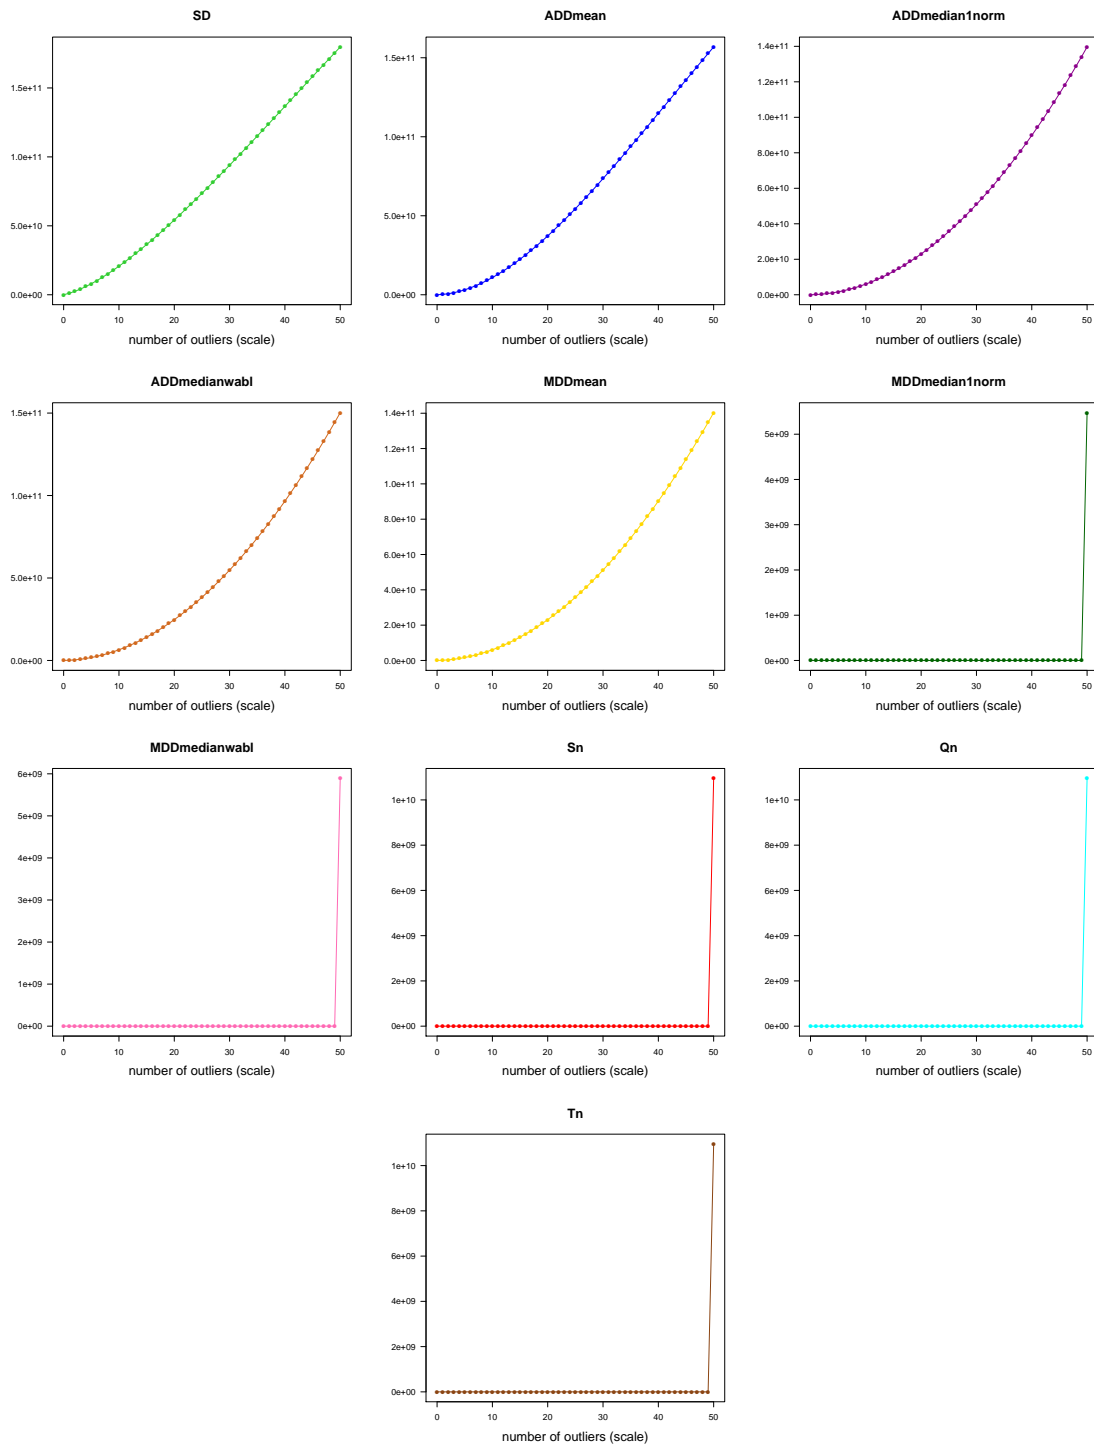 SD
ADDmean
ADDmedian1norm
1.5e+11
1.0e+11
5.0e+10
0.0e+00
0 10 20 30 40 50
number of outliers (scale)
1.5e+11
1.0e+11
5.0e+10
0.0e+00
0 10 20 30 40 50
number of outliers (scale)
1.4e+11
1.2e+11
1.0e+11
8.0e+10
6.0e+10
4.0e+10
2.0e+10
0.0e+00
0 10 20 30 40 50
number of outliers (scale)
ADDmedianwabl
MDDmean
MDDmedian1norm
1.5e+11
1.0e+11
5.0e+10
0.0e+00
0 10 20 30 40 50
number of outliers (scale)
1.4e+11
1.2e+11
1.0e+11
8.0e+10
6.0e+10
4.0e+10
2.0e+10
0.0e+00
0 10 20 30 40 50
number of outliers (scale)
5e+09
4e+09
3e+09
2e+09
1e+09
0e+00
0 10 20 30 40 50
number of outliers (scale)
MDDmedianwabl
Sn
Qn
6e+09
5e+09
4e+09
3e+09
2e+09
1e+09
0e+00
0 10 20 30 40 50
number of outliers (scale)
1e+10
8e+09
6e+09
4e+09
2e+09
0e+00
0 10 20 30 40 50
number of outliers (scale)
1e+10
8e+09
6e+09
4e+09
2e+09
0e+00
0 10 20 30 40 50
number of outliers (scale)
Tn
1e+10
8e+09
6e+09
4e+09
2e+09
0e+00
0 10 20 30 40 50
number of outliers (scale)